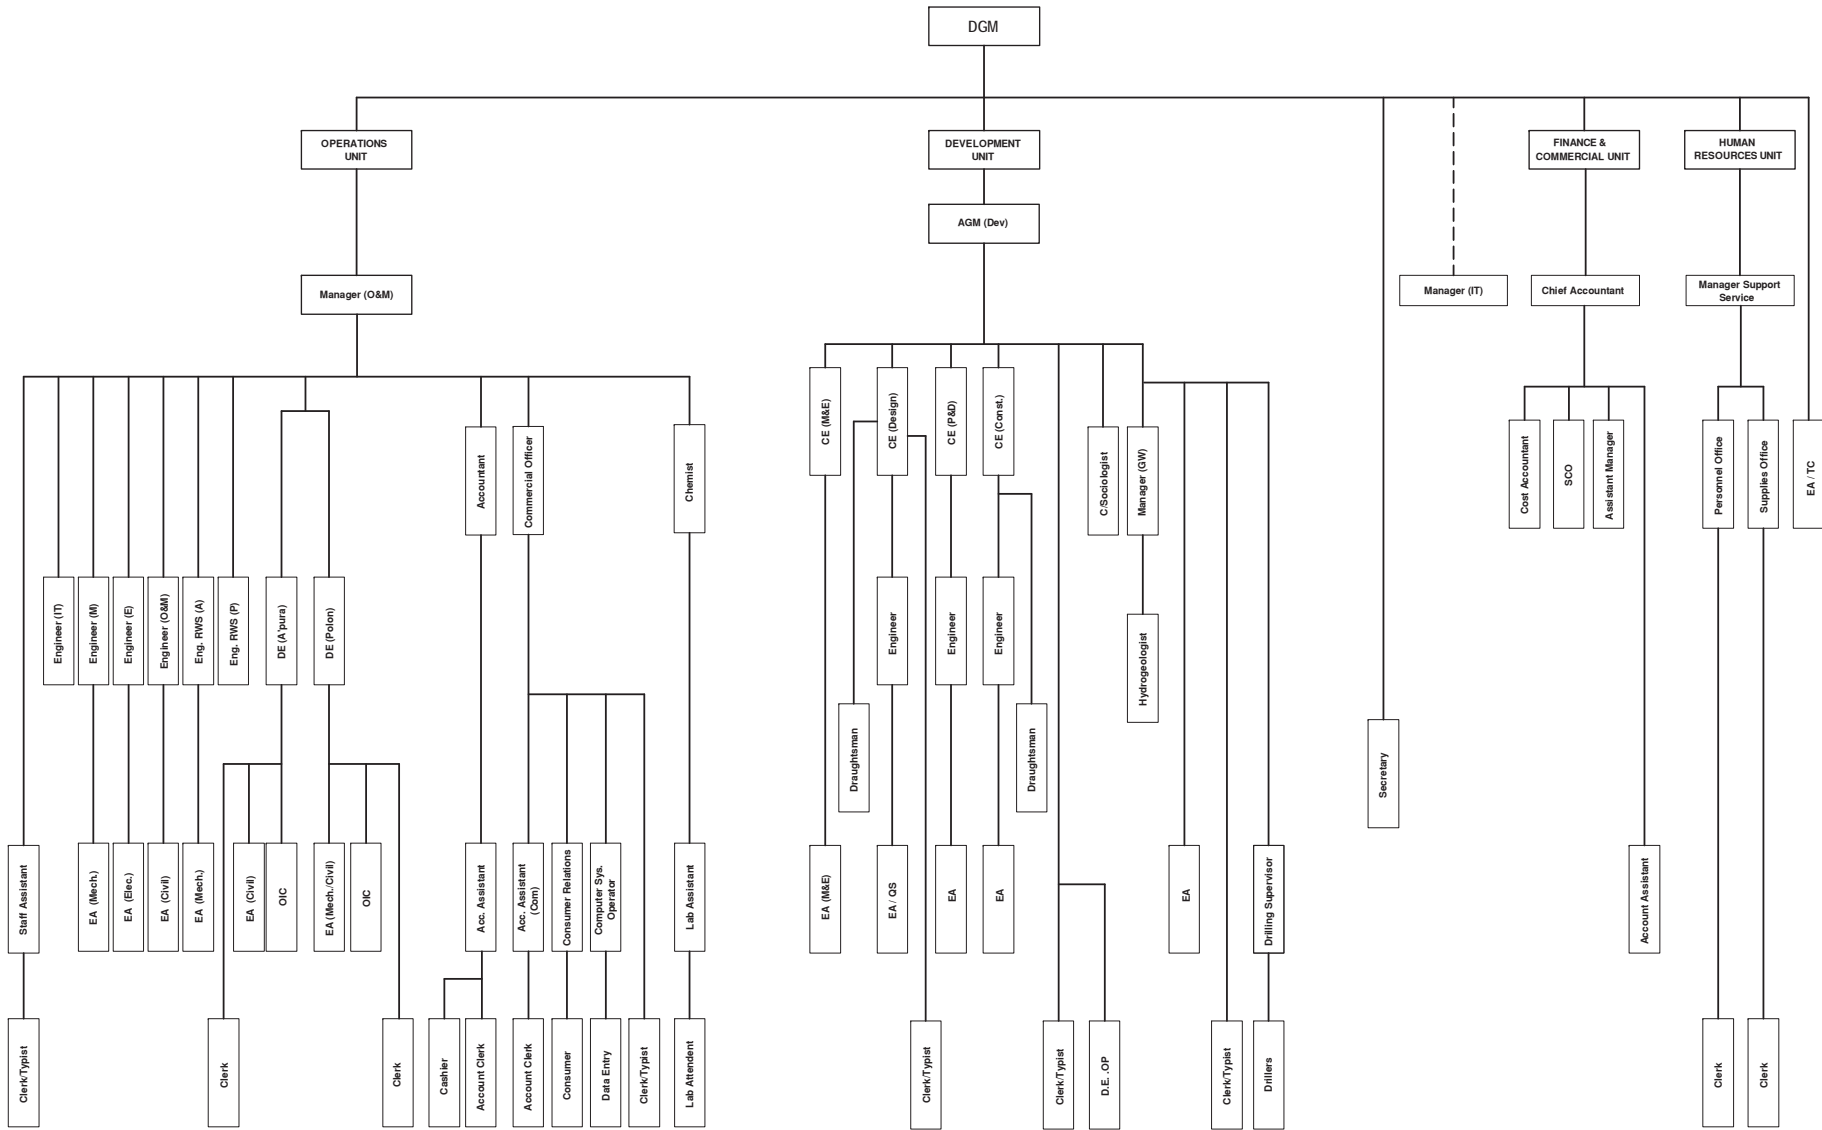 DGM
OPERATIONS
UNIT
DEVELOPMENT
UNIT
FINANCE &
COMMERCIAL UNIT
HUMAN
RESOURCES UNIT
AGM (Dev)
Manager (O&M)
Manager (IT)
Chief Accountant
Manager Support
Service
CE (M&E)
CE (Design)
CE (P&D)
CE (Const.)
Accountant
Commercial Officer
Chemist
C/Sociologist
Manager (GW)
Cost Accountant
SCO
Assistant Manager
Personnel Office
Supplies Office
EA / TC
Engineer (IT)
Engineer (M)
Engineer (E)
Engineer (O&M)
Eng. RWS (A)
Eng. RWS (P)
DE (A'pura)
DE (Polon)
Engineer
Engineer
Engineer
Hydrogeologist
Draughtsman
Draughtsman
Secretary
Staff Assistant
EA (Mech.)
EA (Elec.)
EA (Civil)
EA (Mech.)
EA (Civil)
OIC
EA (Mech./Civil)
OIC
Acc. Assistant
Acc. Assistant
(Com)
Consumer Relations
Computer Sys.
Operator
Lab Assistant
EA (M&E)
EA / QS
EA
EA
EA
Drilling Supervisor
Account Assistant
Clerk/Typist
Clerk
Clerk
Cashier
Account Clerk
Account Clerk
Consumer
Data Entry
Clerk/Typist
Lab Attendent
Clerk/Typist
Clerk/Typist
D.E. .OP
Clerk/Typist
Drillers
Clerk
Clerk